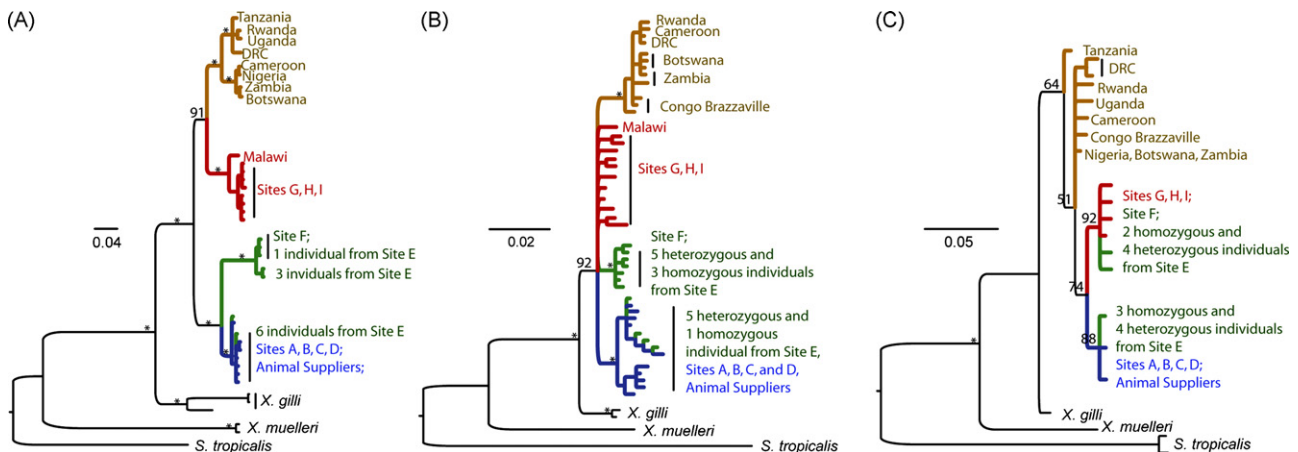 (A)
Tanzania
Rwanda
Uganda
DRC
Cameroon
Nigeria
Zambia
Botswana
91
Malawi
Sites G, H, I
0.04
Site F;
1 individual from Site E
3 inviduals from Site E
6 individuals from Site E
Sites A, B, C, D;
Animal Suppliers;
X. gilli
X. muelleri
S. tropicalis
(B)
Rwanda
Cameroon
DRC
Botswana
Zambia
Congo Brazzaville
Malawi
Sites G, H, I
0.02
92
Site F;
5 heterozygous and
3 homozygous individuals
from Site E
5 heterozygous and
1 homozygous
individual from Site E,
Sites A, B, C, and D,
Animal Suppliers
X. gilli
X. muelleri
S. tropicalis
(C)
Tanzania
DRC
64
Rwanda
Uganda
Cameroon
Congo Brazzaville
Nigeria, Botswana, Zambia
51
0.05
92
Sites G, H, I;
Site F;
2 homozygous and
4 heterozygous individuals
from Site E
74
88
3 homozygous and
4 heterozygous individuals
from Site E
Sites A, B, C, D;
Animal Suppliers
X. gilli
X. muelleri
S. tropicalis